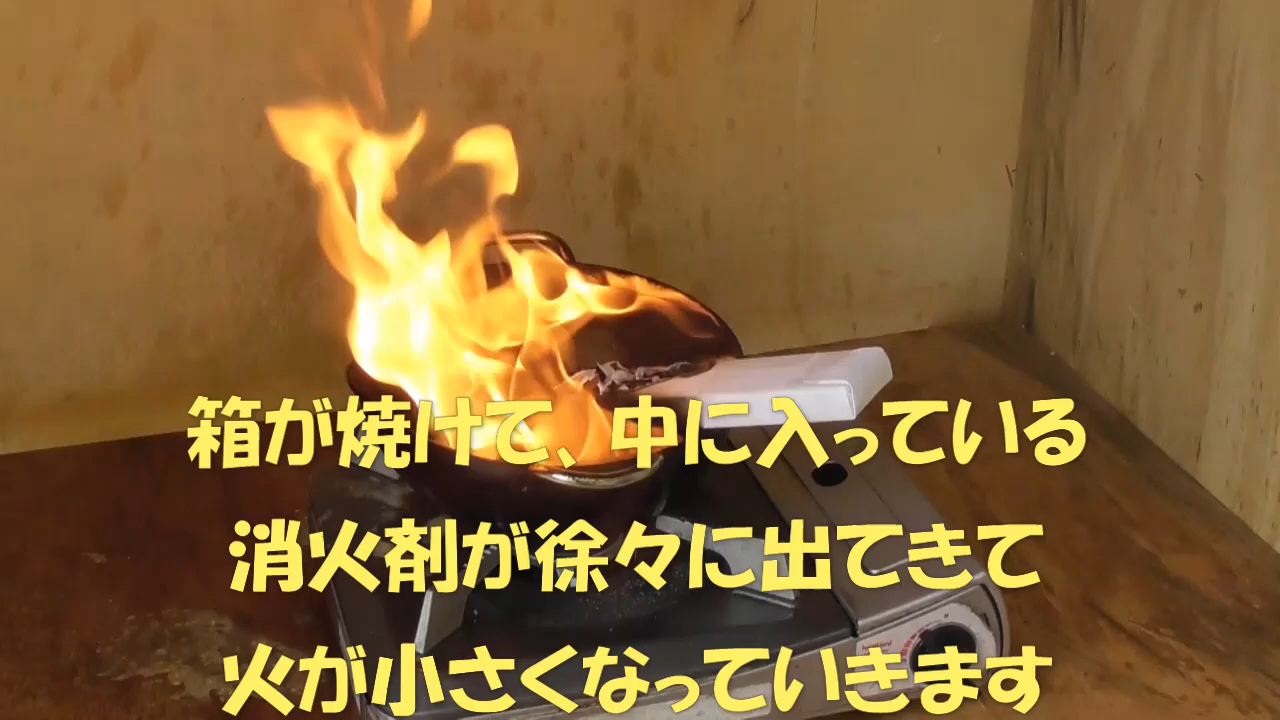 箱が焼けて、中に入っている
消火剤が徐々に出てきて
火が小さくなっていきます